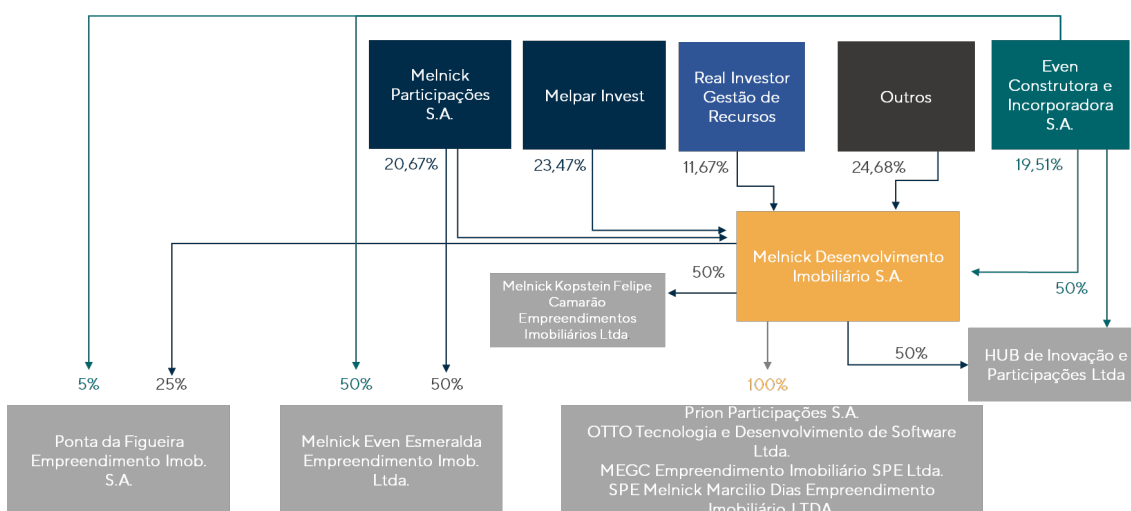 Melnick
Participações
S.A.
Melpar Invest
Real Investor
Gestão de
Recursos
Outros
Even
Construtora e
Incorporadora
S.A.
20,67%
23,47%
11,67%
24,68%
19,51%
Melnick Desenvolvimento
Imobiliário S.A.
50%
50%
Melnick Kopstein Felipe
Camarão
Empreendimentos
Imobiliários Ltda
50%
HUB de Inovação e
Participações Ltda
5%
25%
50%
50%
100%
Ponta da Figueira
Empreendimento Imob.
S.A.
Melnick Even Esmeralda
Empreendimento Imob.
Ltda.
Prion Participações S.A.
OTTO Tecnologia e Desenvolvimento de Software
Ltda.
MEGC Empreendimento Imobiliário SPE Ltda.
SPE Melnick Marcilio Dias Empreendimento
Imobiliário LTDA